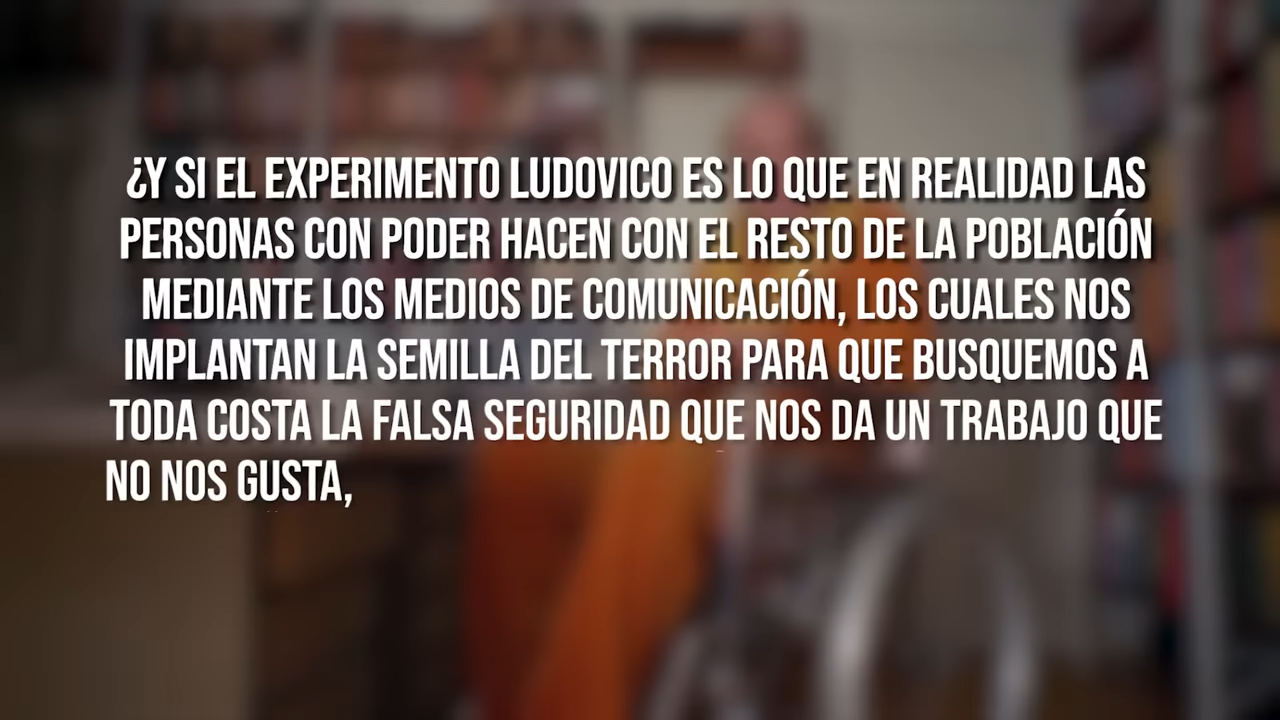 ¿Y SI EL EXPERIMENTO LUDOVICO ES LO QUE EN REALIDAD LAS
PERSONAS CON PODER HACEN CON EL RESTO DE LA POBLACIÓN
MEDIANTE LOS MEDIOS DE COMUNICACIÓN, LOS CUALES NOS
IMPLANTAN LA SEMILLA DEL TERROR PARA QUE BUSQUEMOS A
TODA COSTA LA FALSA SEGURIDAD QUE NOS DA UN TRABAJO QUE
NO NOS GUSTA,